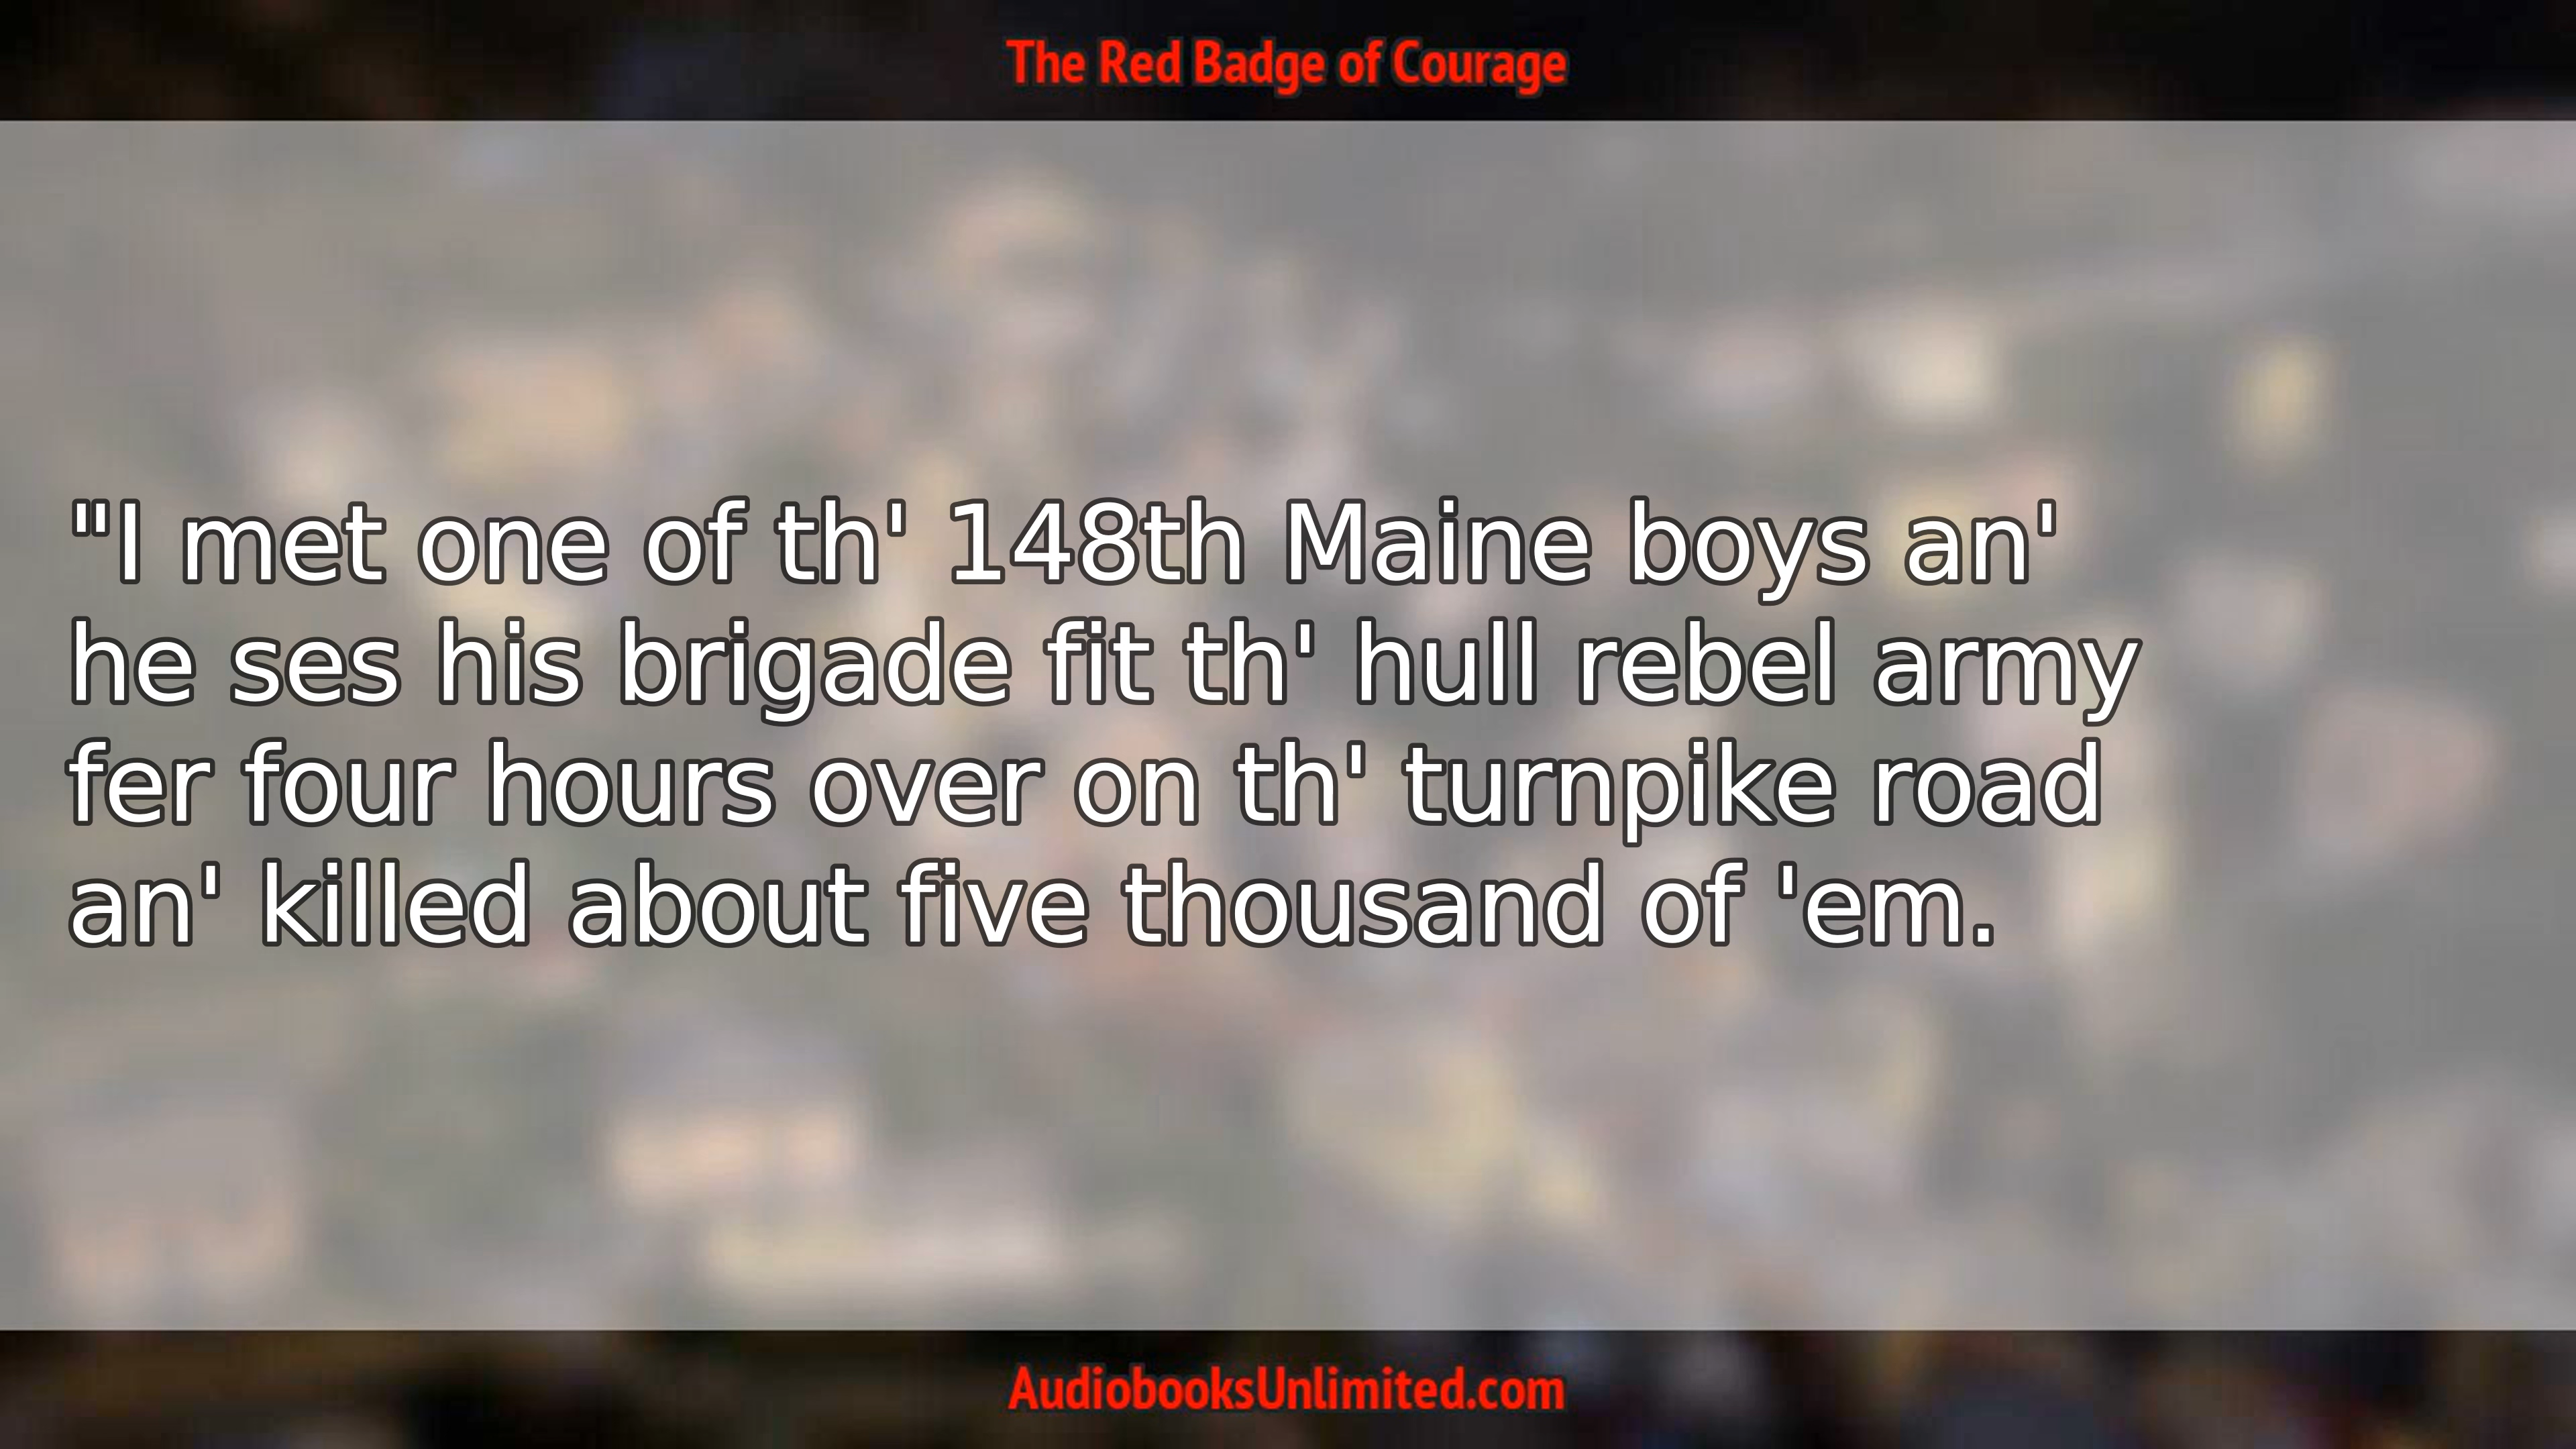 The Red Badge of Courage
"I met one of th' 148th Maine boys an'
he ses his brigade fit th' hull rebel army
fer four hours over on th' turnpike road
an' killed about five thousand of 'em.
AudiobooksUnlimited.com